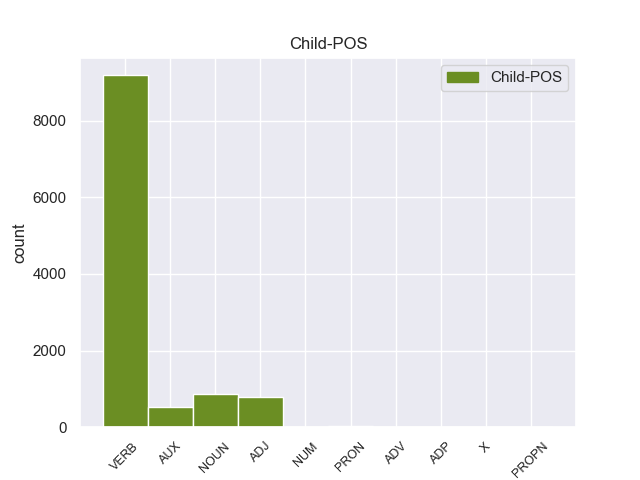 Child-POS
Child-POS
8000
6000
4000
2000
0
count
VERB
AUX
NOUN
ADJ
NUM
PRON
ADV
ADP
X
PROPN